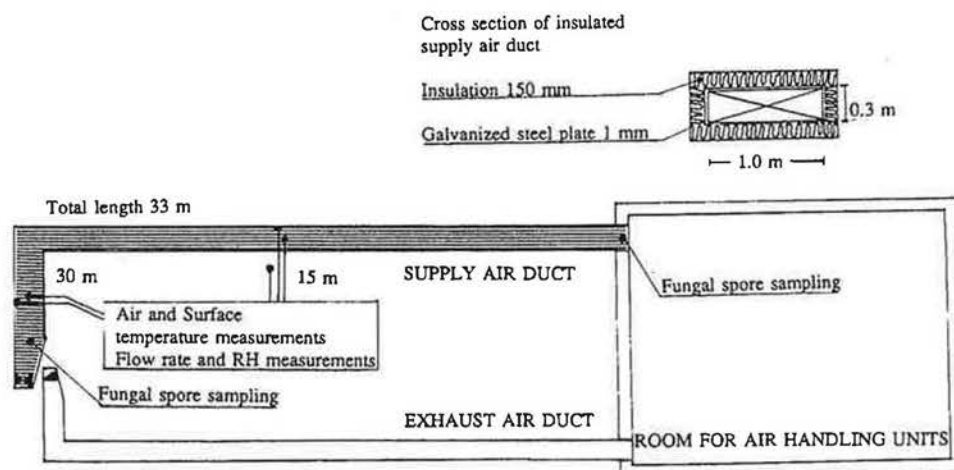 Cross section of insulated
supply air duct
Insulation 150 mm
Galvanized steel plate 1 mm
0.3 m
1.0 m
Total length 33 m
30 m
15 m
SUPPLY AIR DUCT
Fungal spore sampling
Air and Surface
temperature measurements
Flow rate and RH measurements
Fungal spore sampling
EXHAUST AIR DUCT
ROOM FOR AIR HANDLING UNITS